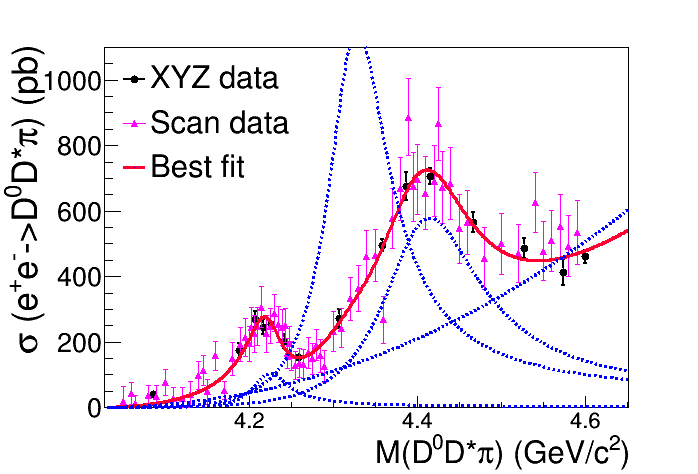 σ (e⁺e⁻->D⁰D*π) (pb)
1000
800
600
400
200
0
XYZ data
Scan data
Best fit
4.2 4.4 4.6
M(D⁰D*π) (GeV/c²)